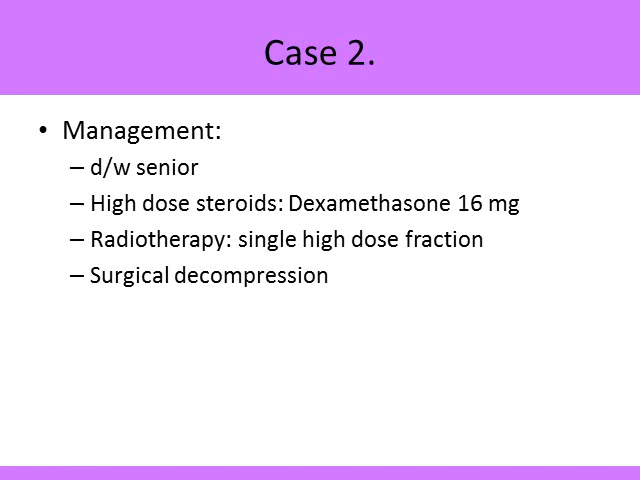 Case 2.
• Management:
– d/w senior
– High dose steroids: Dexamethasone 16 mg
– Radiotherapy: single high dose fraction
– Surgical decompression